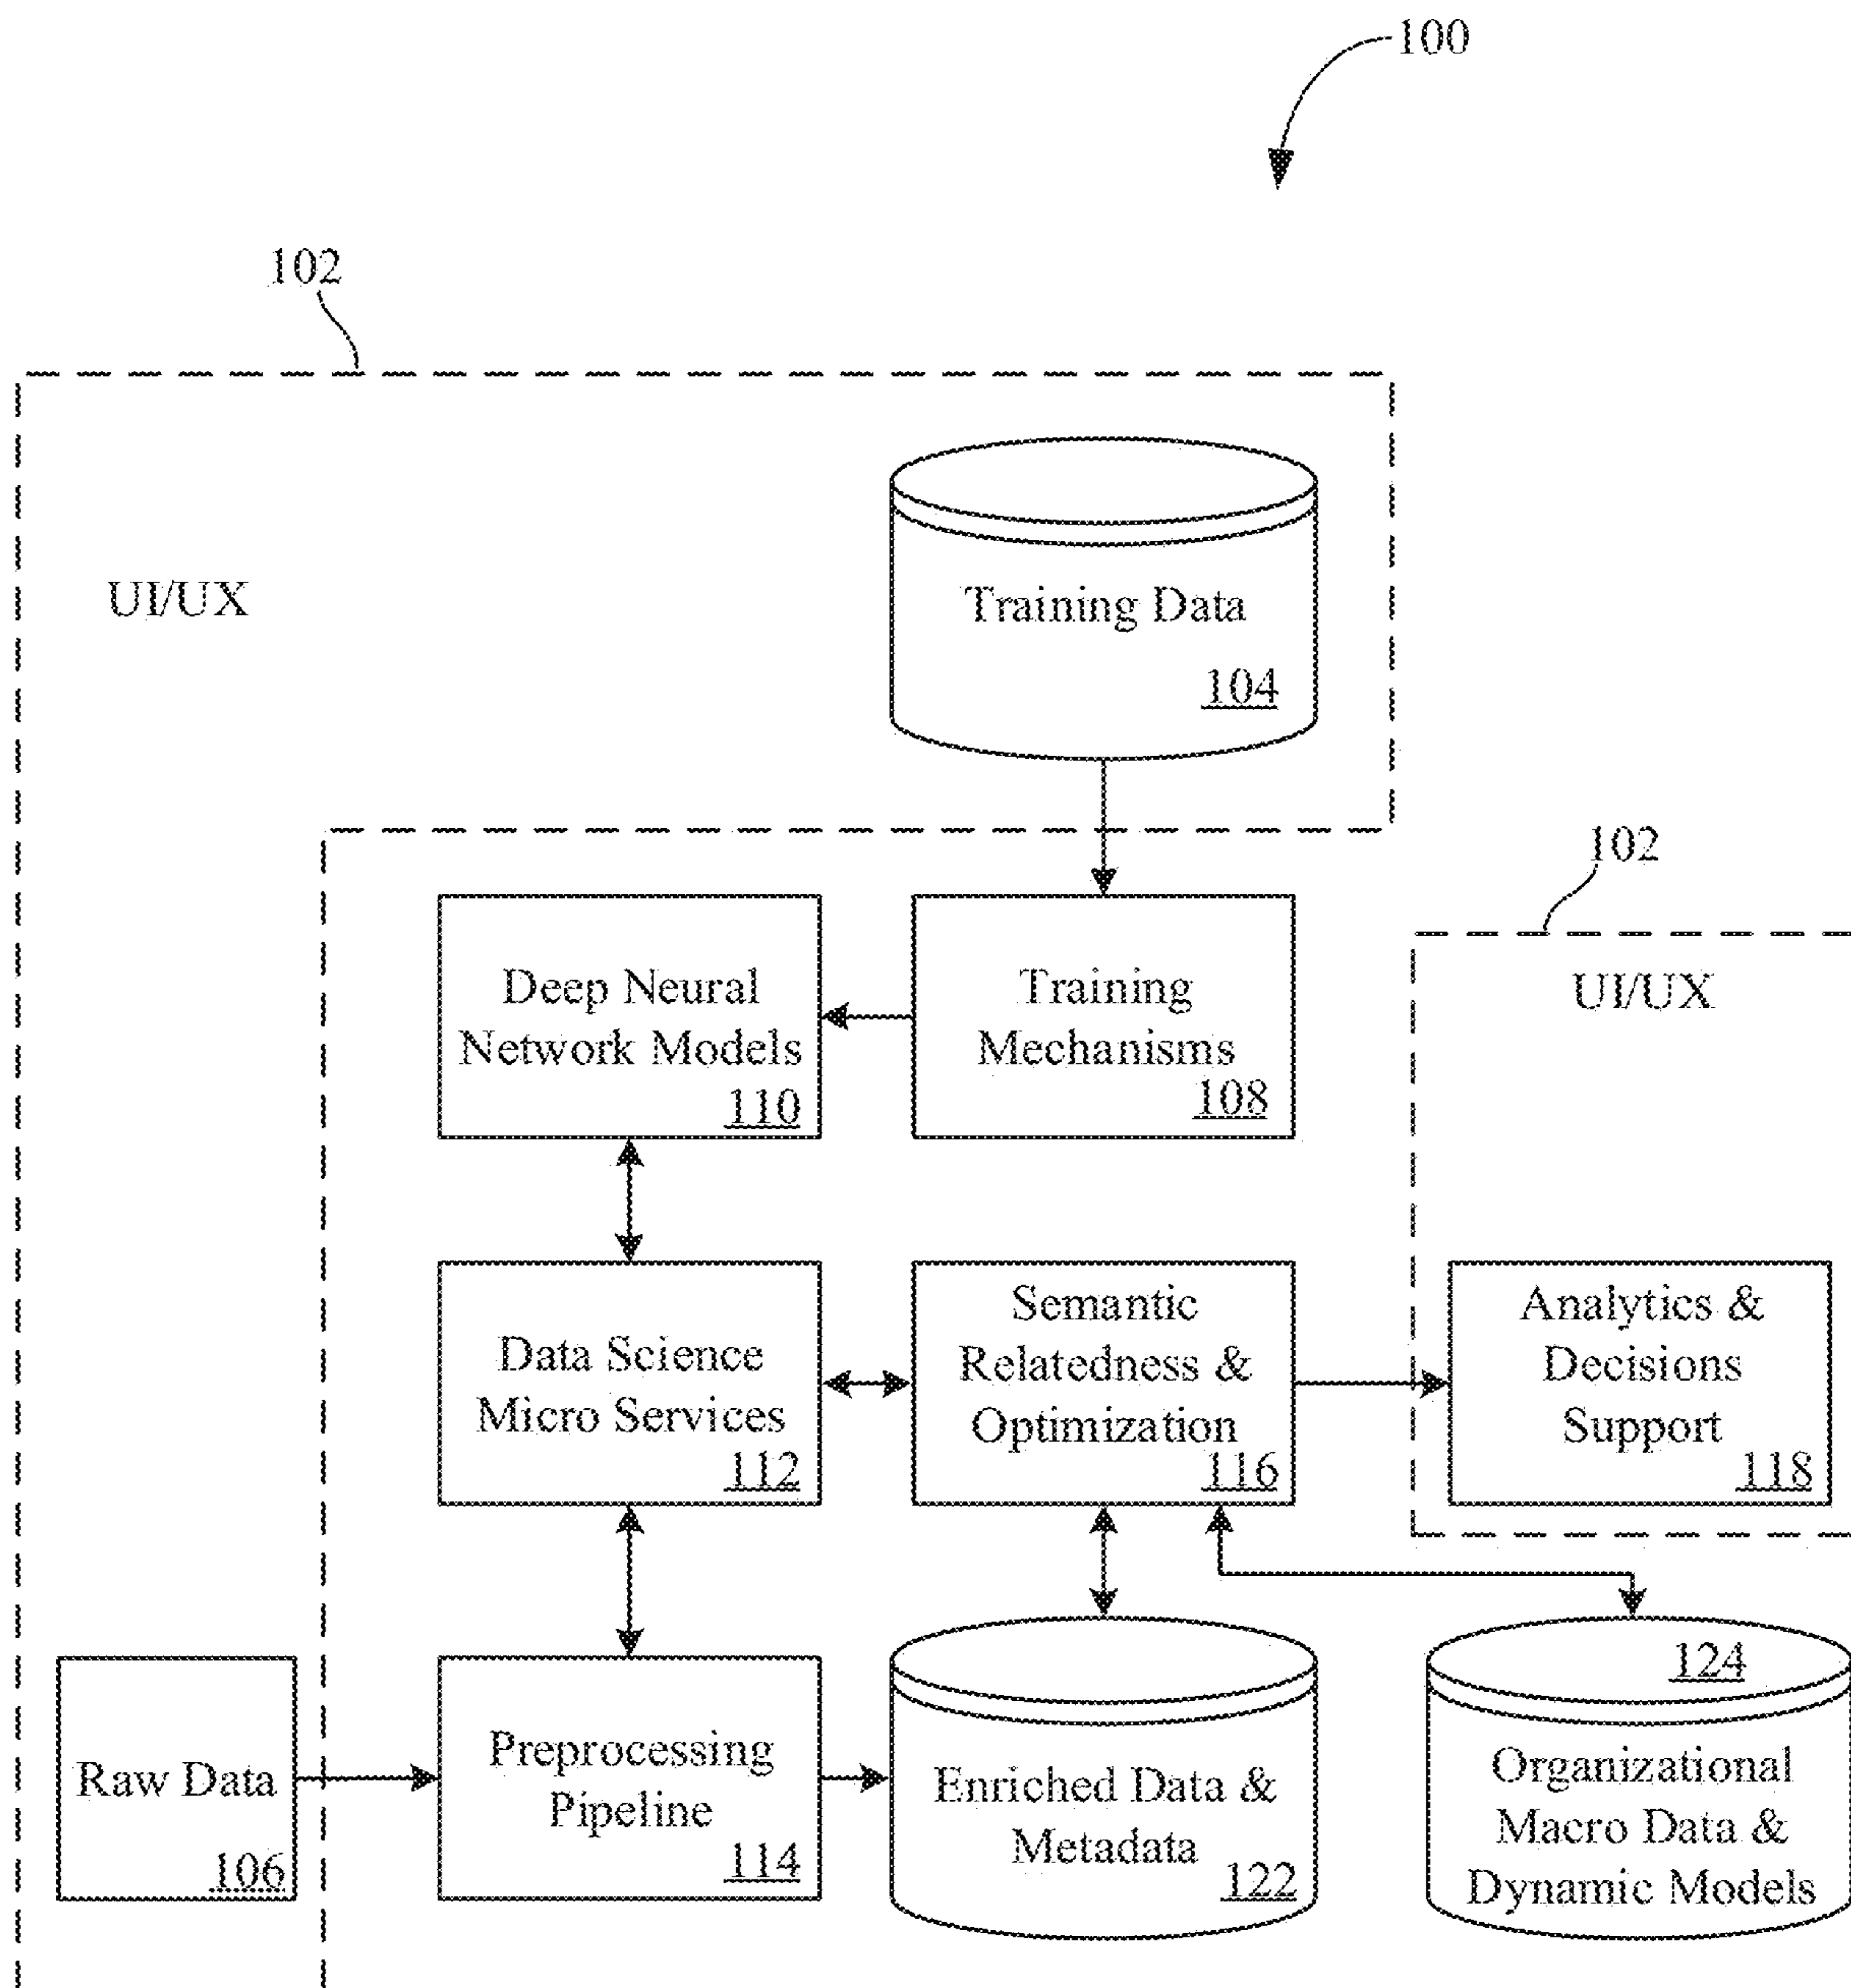 100
102
UI/UX
Training Data
104
102
UI/UX
Deep Neural
Network Models
110
Training
Mechanisms
108
Data Science
Micro Services
112
Semantic
Relatedness &
Optimization
116
Analytics &
Decisions
Support
118
Raw Data
106
Preprocessing
Pipeline
114
Enriched Data &
Metadata
122
124
Organizational
Macro Data &
Dynamic Models